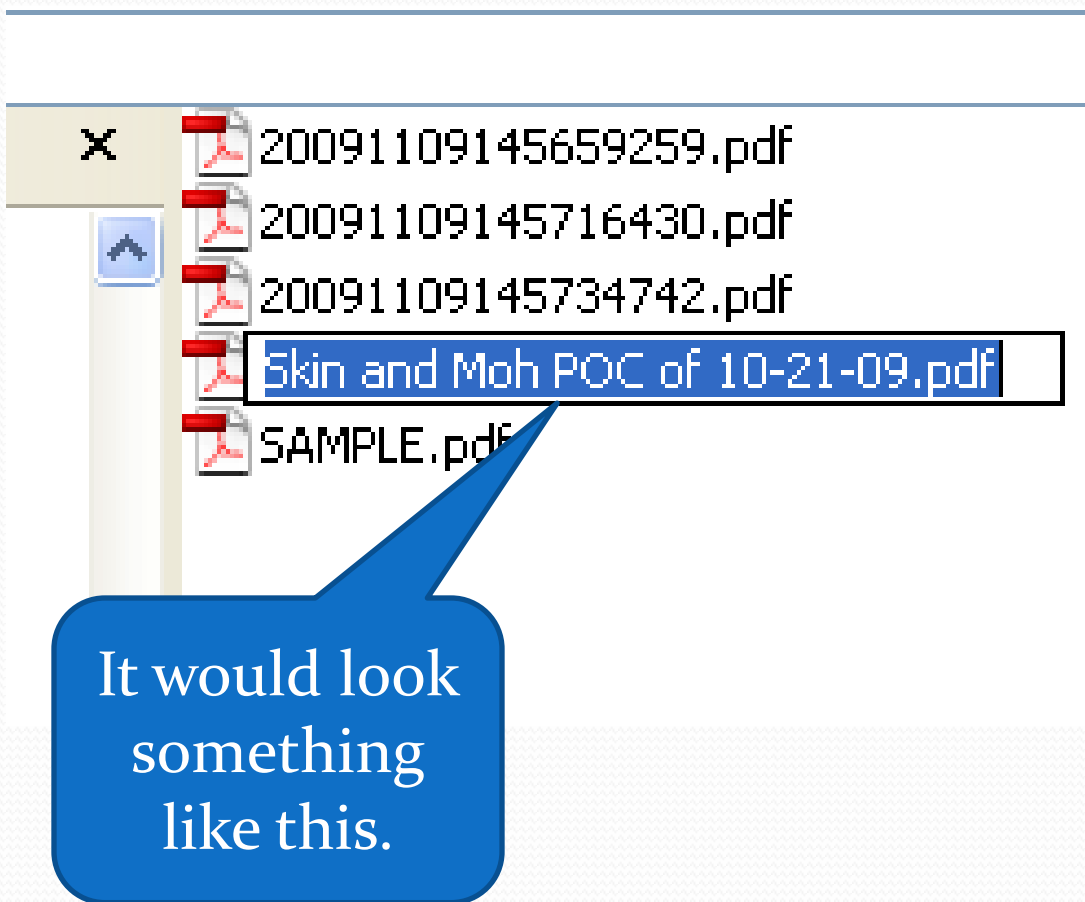 20091109145659259.pdf
20091109145716430.pdf
20091109145734742.pdf
Skin and Moh POC of 10-21-09.pdf
SAMPLE.pdf
It would look
something
like this.